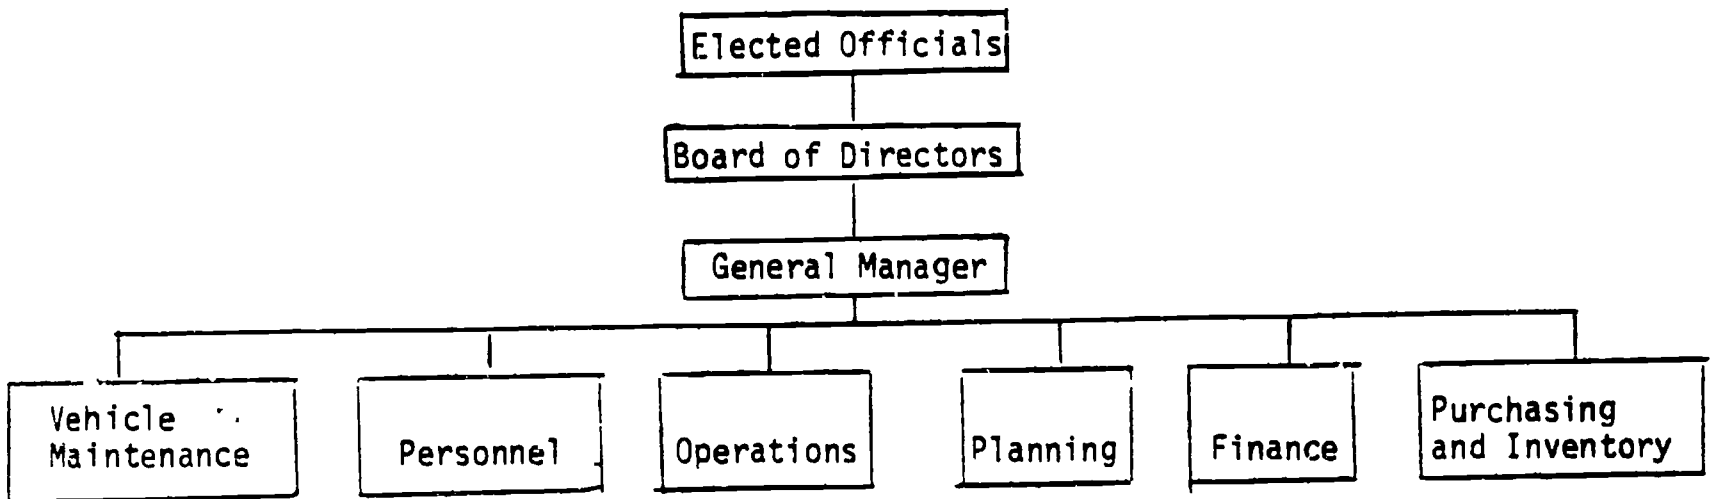 Elected Officials
Board of Directors
General Manager
Vehicle
Maintenance
Personnel
Operations
Planning
Finance
Purchasing
and Inventory